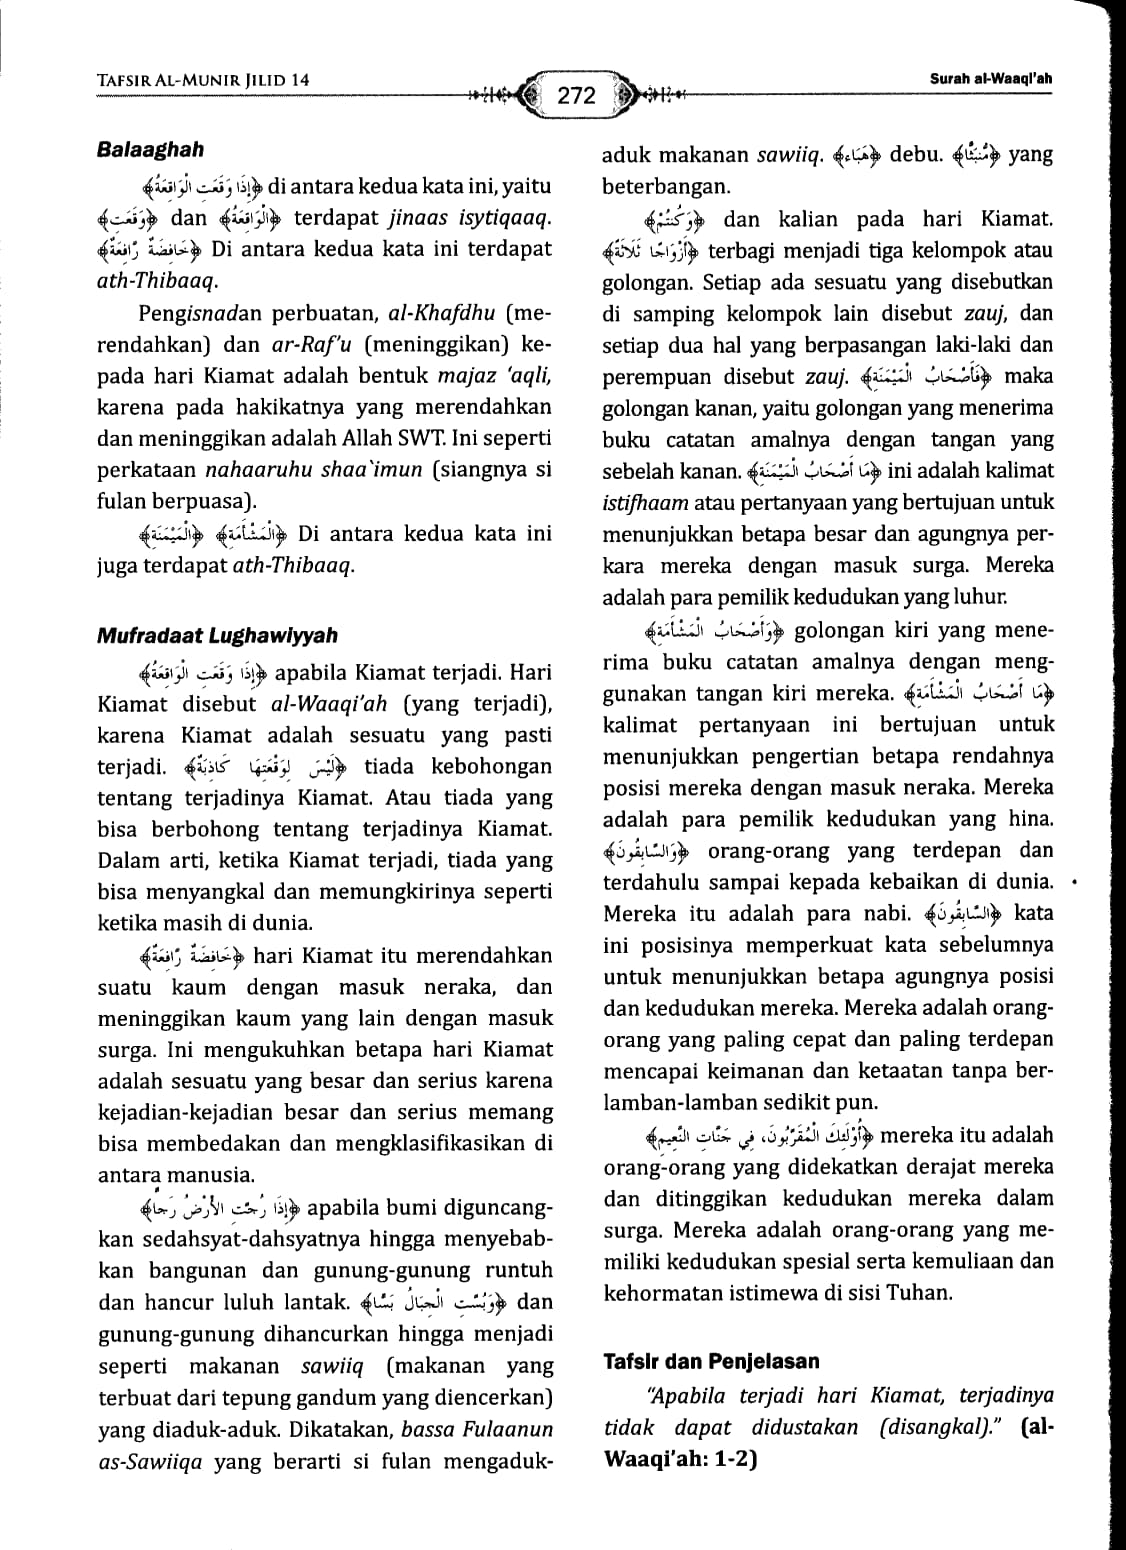 TAFSIR AL-MUNIR JILID 14
272
Surah al-Waaqi'ah
Balaaghah
﴿إِذَا وَقَعَتِ الْوَاقِعَةُ﴾ di antara kedua kata ini, yaitu
﴿وَقَعَتِ﴾ dan ﴿الْوَاقِعَةُ﴾ terdapat jinaas isytiqaaq.
﴿خَافِضَةٌ رَّافِعَةٌ﴾ Di antara kedua kata ini terdapat
ath-Thibaaq.
Pengisnadan perbuatan, al-Khafdhu (me-
rendahkan) dan ar-Raf'u (meninggikan) ke-
pada hari Kiamat adalah bentuk majaz 'aqli,
karena pada hakikatnya yang merendahkan
dan meninggikan adalah Allah SWT. Ini seperti
perkataan nahaaruhu shaa`imun (siangnya si
fulan berpuasa).
﴿الْمَشْأَمَةِ﴾ ﴿الْمَيْمَنَةِ﴾ Di antara kedua kata ini
juga terdapat ath-Thibaaq.
Mufradaat Lughawiyyah
﴿إِذَا وَقَعَتِ الْوَاقِعَةُ﴾ apabila Kiamat terjadi. Hari
Kiamat disebut al-Waaqi'ah (yang terjadi),
karena Kiamat adalah sesuatu yang pasti
terjadi. ﴿لَيْسَ لِوَقْعَتِهَا كَاذِبَةٌ﴾ tiada kebohongan
tentang terjadinya Kiamat. Atau tiada yang
bisa berbohong tentang terjadinya Kiamat.
Dalam arti, ketika Kiamat terjadi, tiada yang
bisa menyangkal dan memungkirinya seperti
ketika masih di dunia.
﴿خَافِضَةٌ رَّافِعَةٌ﴾ hari Kiamat itu merendahkan
suatu kaum dengan masuk neraka, dan
meninggikan kaum yang lain dengan masuk
surga. Ini mengukuhkan betapa hari Kiamat
adalah sesuatu yang besar dan serius karena
kejadian-kejadian besar dan serius memang
bisa membedakan dan mengklasifikasikan di
antara manusia.
﴿إِذَا رُجَّتِ الْأَرْضُ رَجًّا﴾ apabila bumi diguncang-
kan sedahsyat-dahsyatnya hingga menyebab-
kan bangunan dan gunung-gunung runtuh
dan hancur luluh lantak. ﴿وَبُسَّتِ الْجِبَالُ بَسًّا﴾ dan
gunung-gunung dihancurkan hingga menjadi
seperti makanan sawiiq (makanan yang
terbuat dari tepung gandum yang diencerkan)
yang diaduk-aduk. Dikatakan, bassa Fulaanun
as-Sawiiqa yang berarti si fulan mengaduk-
aduk makanan sawiiq. ﴿هَبَاءً﴾ debu. ﴿مُّنبَثًّا﴾ yang
beterbangan.
﴿وَكُنتُمْ﴾ dan kalian pada hari Kiamat.
﴿أَزْوَاجًا ثَلَاثَةً﴾ terbagi menjadi tiga kelompok atau
golongan. Setiap ada sesuatu yang disebutkan
di samping kelompok lain disebut zauj, dan
setiap dua hal yang berpasangan laki-laki dan
perempuan disebut zauj. ﴿فَأَصْحَابُ الْمَيْمَنَةِ﴾ maka
golongan kanan, yaitu golongan yang menerima
buku catatan amalnya dengan tangan yang
sebelah kanan. ﴿مَا أَصْحَابُ الْمَيْمَنَةِ﴾ ini adalah kalimat
istifhaam atau pertanyaan yang bertujuan untuk
menunjukkan betapa besar dan agungnya per-
kara mereka dengan masuk surga. Mereka
adalah para pemilik kedudukan yang luhur.
﴿وَأَصْحَابُ الْمَشْأَمَةِ﴾ golongan kiri yang mene-
rima buku catatan amalnya dengan meng-
gunakan tangan kiri mereka. ﴿مَا أَصْحَابُ الْمَشْأَمَةِ﴾
kalimat pertanyaan ini bertujuan untuk
menunjukkan pengertian betapa rendahnya
posisi mereka dengan masuk neraka. Mereka
adalah para pemilik kedudukan yang hina.
﴿وَالسَّابِقُونَ﴾ orang-orang yang terdepan dan
terdahulu sampai kepada kebaikan di dunia.
Mereka itu adalah para nabi. ﴿السَّابِقُونَ﴾ kata
ini posisinya memperkuat kata sebelumnya
untuk menunjukkan betapa agungnya posisi
dan kedudukan mereka. Mereka adalah orang-
orang yang paling cepat dan paling terdepan
mencapai keimanan dan ketaatan tanpa ber-
lamban-lamban sedikit pun.
﴿أُوْلَئِكَ الْمُقَرَّبُونَ، فِي جَنَّاتِ النَّعِيمِ﴾ mereka itu adalah
orang-orang yang didekatkan derajat mereka
dan ditinggikan kedudukan mereka dalam
surga. Mereka adalah orang-orang yang me-
miliki kedudukan spesial serta kemuliaan dan
kehormatan istimewa di sisi Tuhan.
Tafsir dan Penjelasan
"Apabila terjadi hari Kiamat, terjadinya
tidak dapat didustakan (disangkal)." (al-
Waaqi'ah: 1-2)